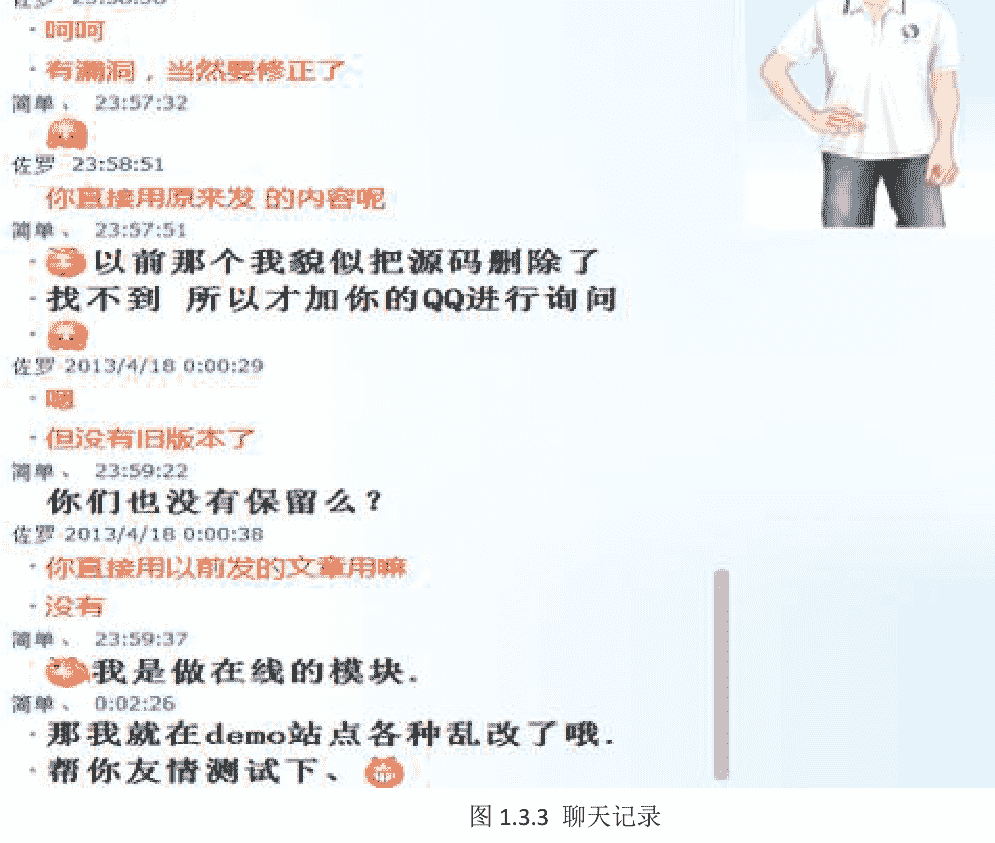 佐罗 23:58:38
呵呵
有漏洞，当然要修正了
简单、 23:57:32
佐罗 23:58:51
你直接用原来发 的内容呢
简单、 23:57:51
以前那个我貌似把源码删除了
找不到 所以才加你的QQ进行询问
佐罗 2013/4/18 0:00:29
嗯
但没有旧版本了
简单、 23:59:22
你们也没有保留么？
佐罗 2013/4/18 0:00:38
你直接用以前发的文章用嘛
没有
简单、 23:59:37
我是做在线的模块.
简单、 0:02:26
那我就在demo站点各种乱改了哦.
帮你友情测试下、
图 1.3.3 聊天记录